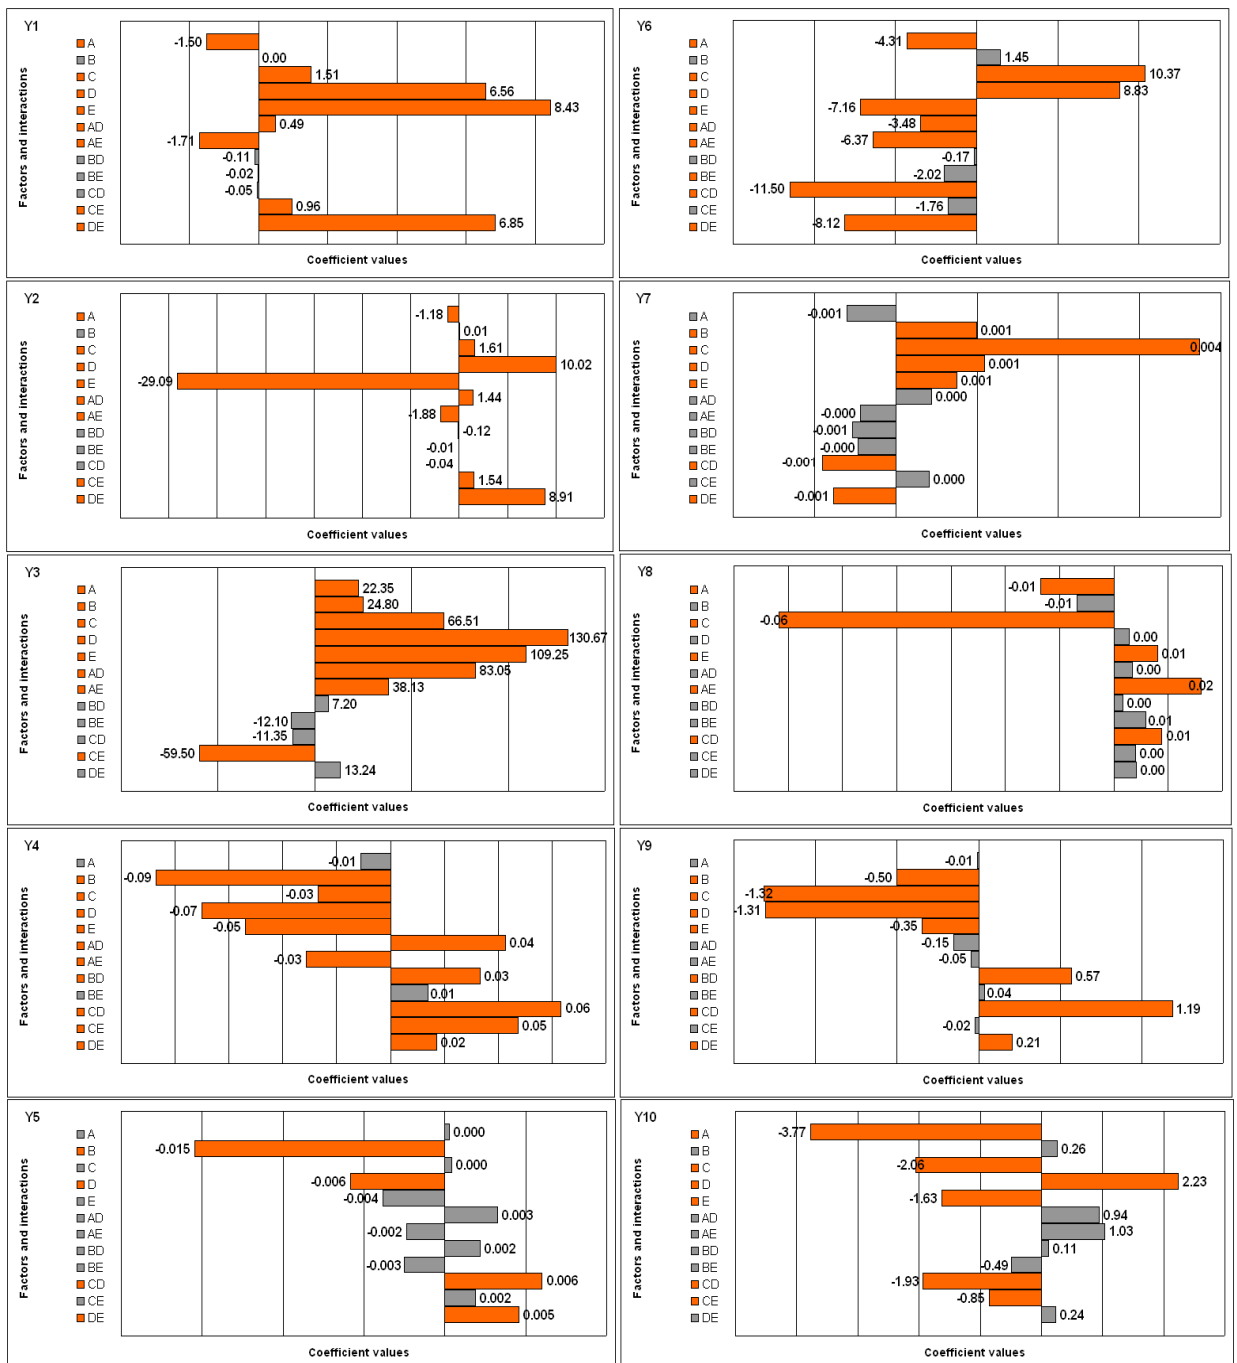 Y1
Factors and interactions
A -1.50
B 0.00
C 1.51
D 6.56
E 8.43
AD 0.49
AE -1.71
BD -0.11
BE -0.02
CD -0.05
CE 0.96
DE 6.85
Coefficient values
Y2
Factors and interactions
A -1.18
B 0.01
C 1.61
D 10.02
E -29.09
AD 1.44
AE -1.88
BD -0.12
BE -0.01
CD -0.04
CE 1.54
DE 8.91
Coefficient values
Y3
Factors and interactions
A 22.35
B 24.80
C 66.51
D 130.67
E 109.25
AD 83.05
AE 38.13
BD 7.20
BE -12.10
CD -11.35
CE -59.50
DE 13.24
Coefficient values
Y4
Factors and interactions
A -0.01
B -0.09
C -0.03
D -0.07
E -0.05
AD 0.04
AE -0.03
BD 0.03
BE 0.01
CD 0.06
CE 0.05
DE 0.02
Coefficient values
Y5
Factors and interactions
A 0.000
B -0.015
C 0.000
D -0.006
E -0.004
AD 0.003
AE -0.002
BD 0.002
BE -0.003
CD 0.006
CE 0.002
DE 0.005
Coefficient values
Y6
Factors and interactions
A -4.31
B 1.45
C 10.37
D 8.83
E -7.16
AD -3.48
AE -6.37
BD -0.17
BE -2.02
CD -11.50
CE -1.76
DE -8.12
Coefficient values
Y7
Factors and interactions
A -0.001
B 0.001
C 0.004
D 0.001
E 0.001
AD 0.000
AE -0.000
BD -0.001
BE -0.000
CD -0.001
CE 0.000
DE -0.001
Coefficient values
Y8
Factors and interactions
A -0.01
B -0.01
C -0.06
D 0.00
E 0.01
AD 0.00
AE 0.02
BD 0.00
BE 0.01
CD 0.01
CE 0.00
DE 0.00
Coefficient values
Y9
Factors and interactions
A -0.01
B -0.50
C -1.32
D -1.31
E -0.35
AD -0.15
AE -0.05
BD 0.57
BE 0.04
CD 1.19
CE -0.02
DE 0.21
Coefficient values
Y10
Factors and interactions
A -3.77
B 0.26
C -2.06
D 2.23
E -1.63
AD 0.94
AE 1.03
BD 0.11
BE -0.49
CD -1.93
CE -0.85
DE 0.24
Coefficient values